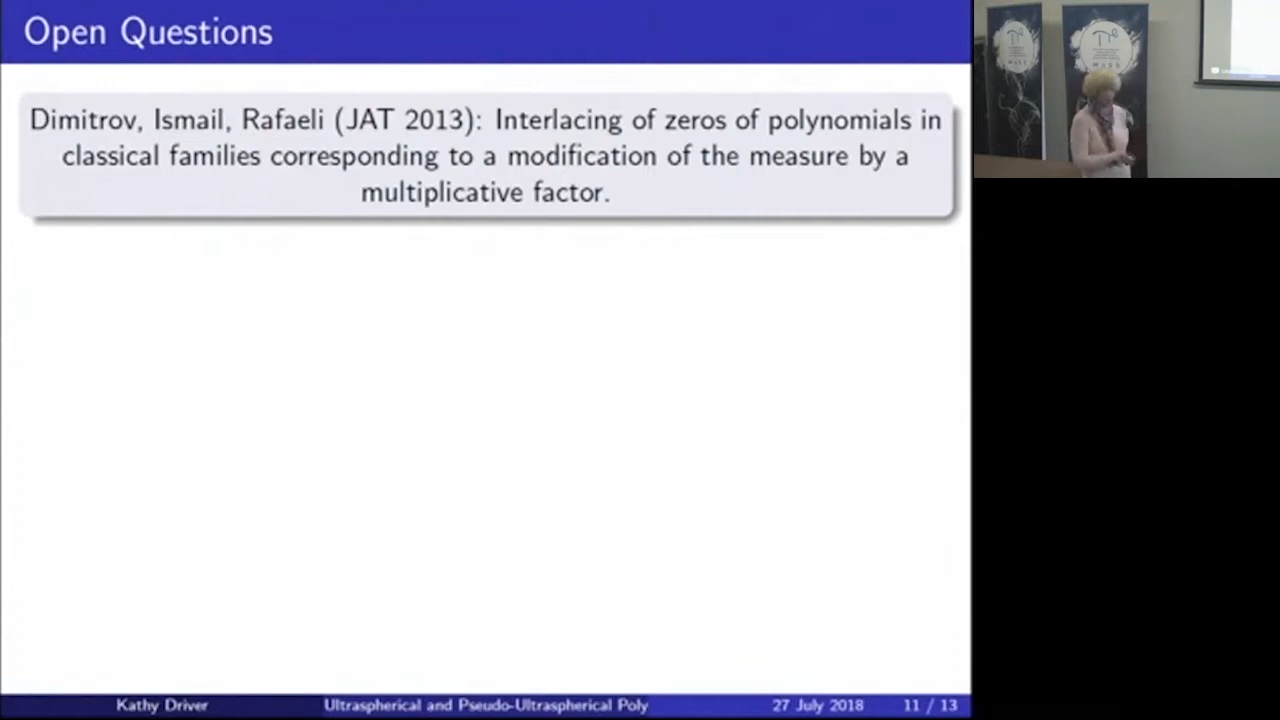 Open Questions
Dimitrov, Ismail, Rafaeli (JAT 2013): Interlacing of zeros of polynomials in
classical families corresponding to a modification of the measure by a
multiplicative factor.
Kathy Driver
Ultraspherical and Pseudo-Ultraspherical Poly
27 July 2018
11 / 13